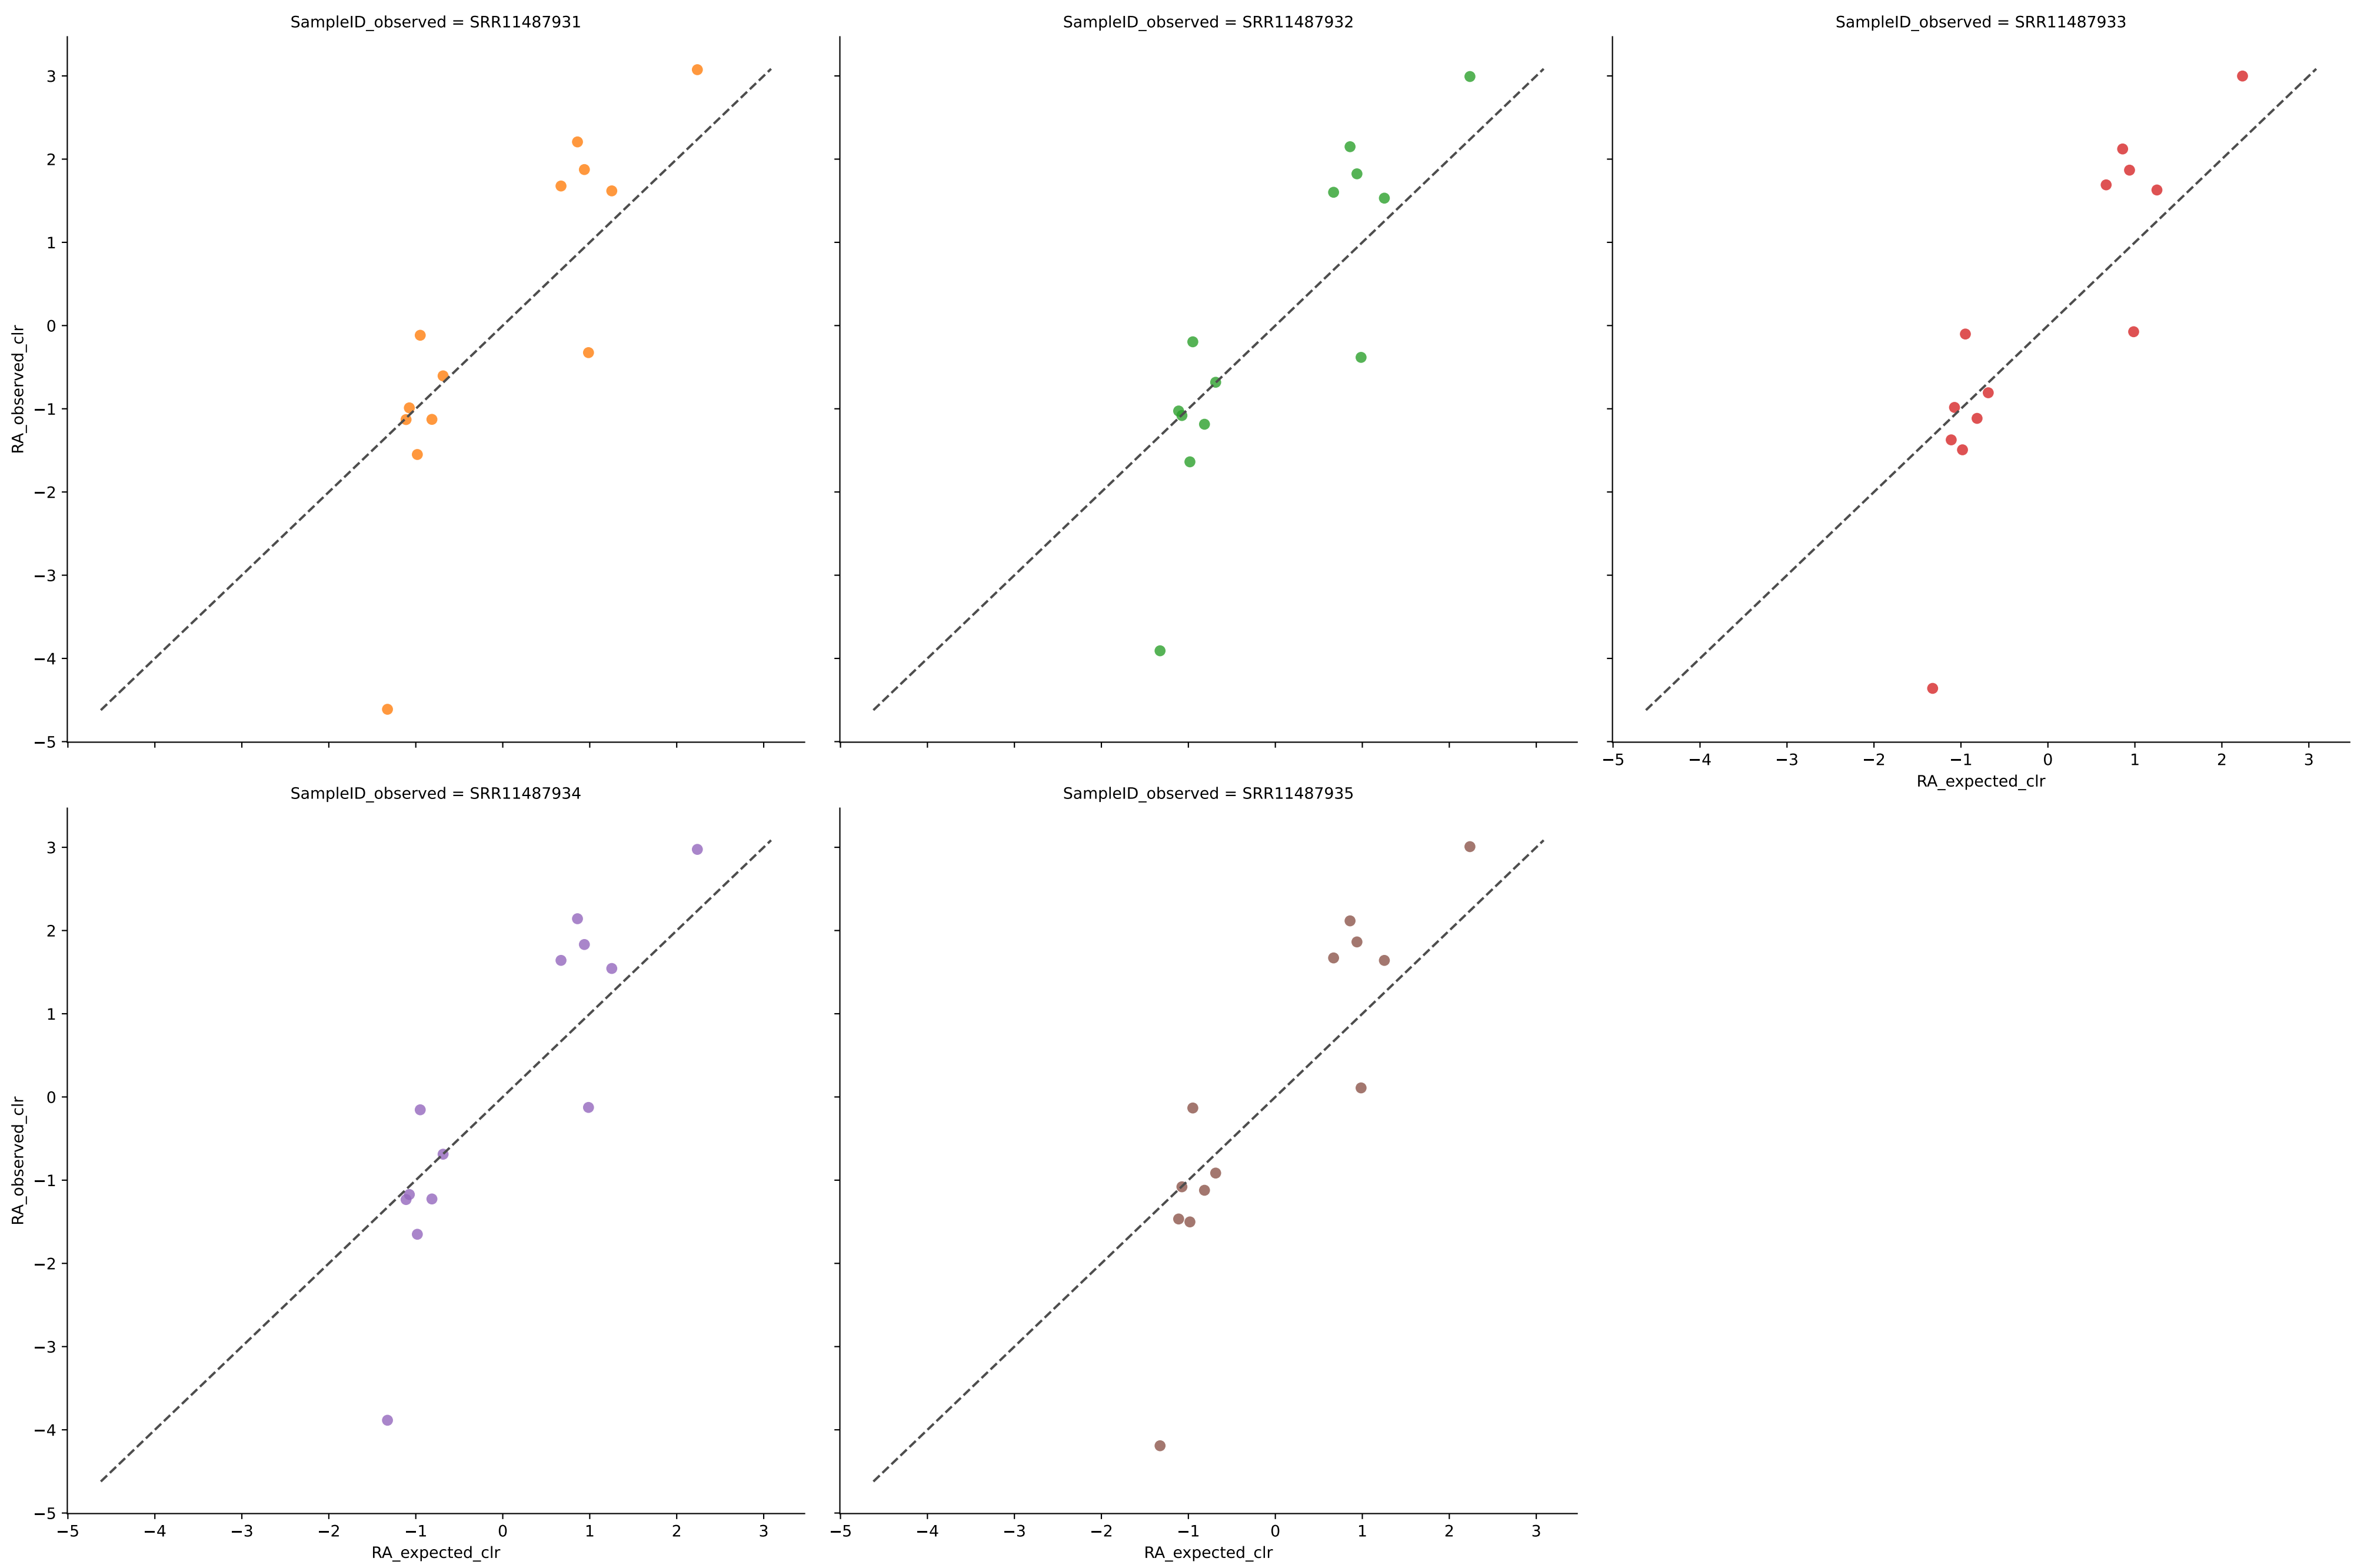 SampleID_observed = SRR11487931
SampleID_observed = SRR11487932
SampleID_observed = SRR11487933
3
2
1
0
−1
−2
−3
−4
−5
RA_observed_clr
−5 −4 −3 −2 −1 0 1 2 3
RA_expected_clr
SampleID_observed = SRR11487934
SampleID_observed = SRR11487935
3
2
1
0
−1
−2
−3
−4
−5
RA_observed_clr
−5 −4 −3 −2 −1 0 1 2 3
RA_expected_clr
−5 −4 −3 −2 −1 0 1 2 3
RA_expected_clr